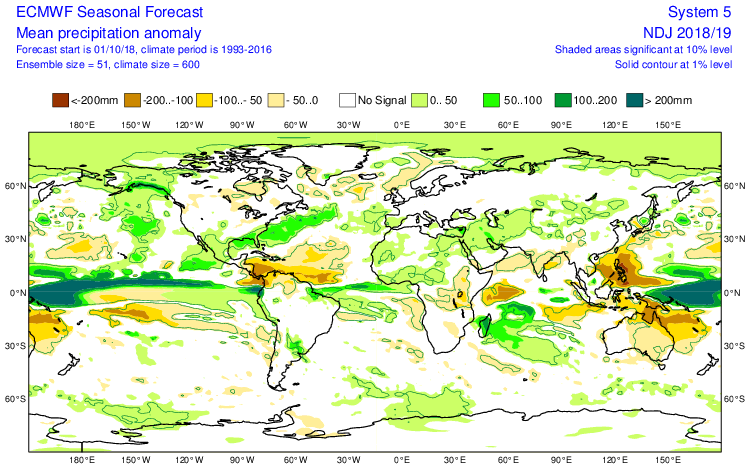 ECMWF Seasonal Forecast System 5
Mean precipitation anomaly NDJ 2018/19
Forecast start is 01/10/18, climate period is 1993-2016 Shaded areas significant at 10% level
Ensemble size = 51, climate size = 600 Solid contour at 1% level
<-200mm -200..-100 -100..- 50 - 50..0 No Signal 0.. 50 50..100 100..200 > 200mm
180°E 150°W 120°W 90°W 60°W 30°W 0°E 30°E 60°E 90°E 120°E 150°E
60°N 60°N
30°N 30°N
0°N 0°N
30°S 30°S
60°S 60°S
180°E 150°W 120°W 90°W 60°W 30°W 0°E 30°E 60°E 90°E 120°E 150°E